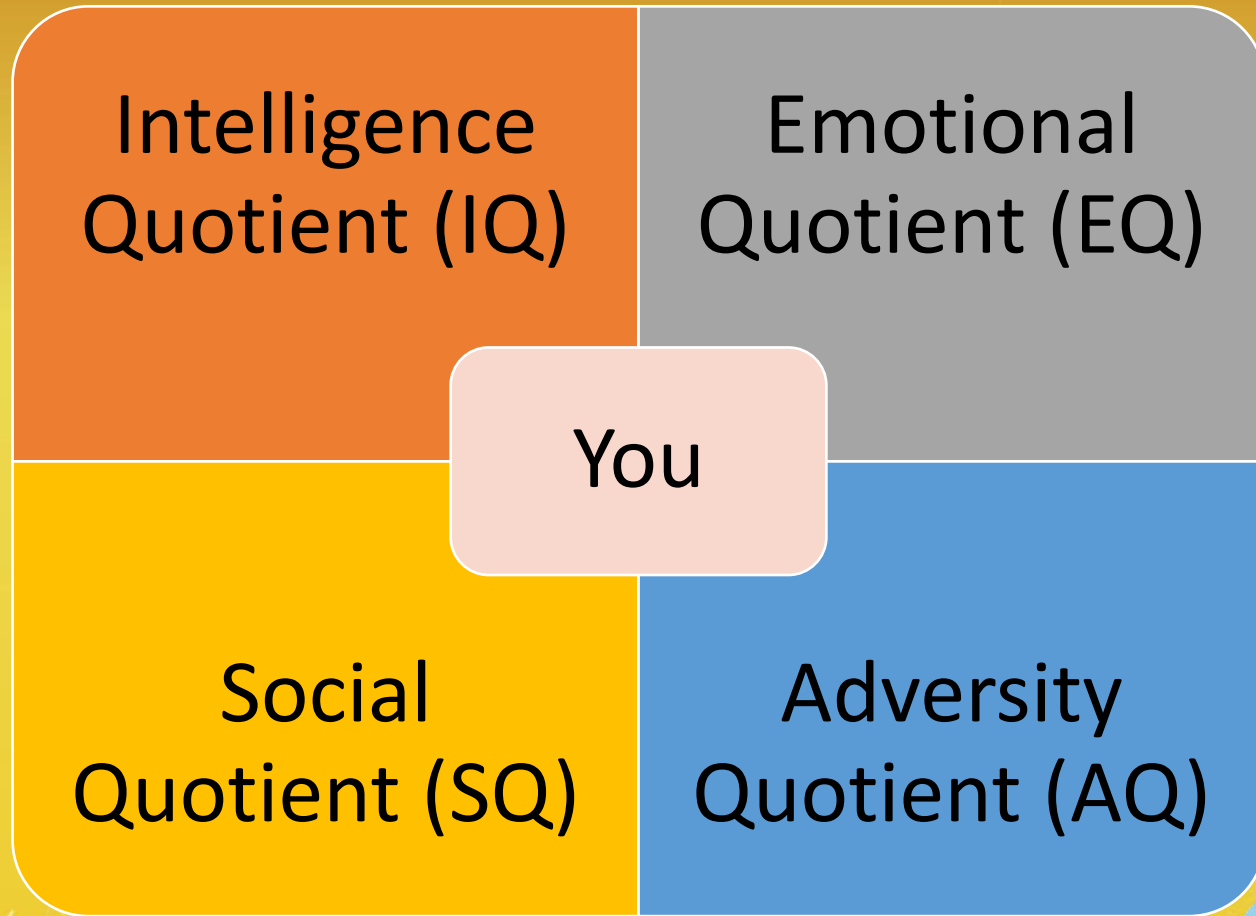 Intelligence
Quotient (IQ)
Emotional
Quotient (EQ)
You
Social
Quotient (SQ)
Adversity
Quotient (AQ)